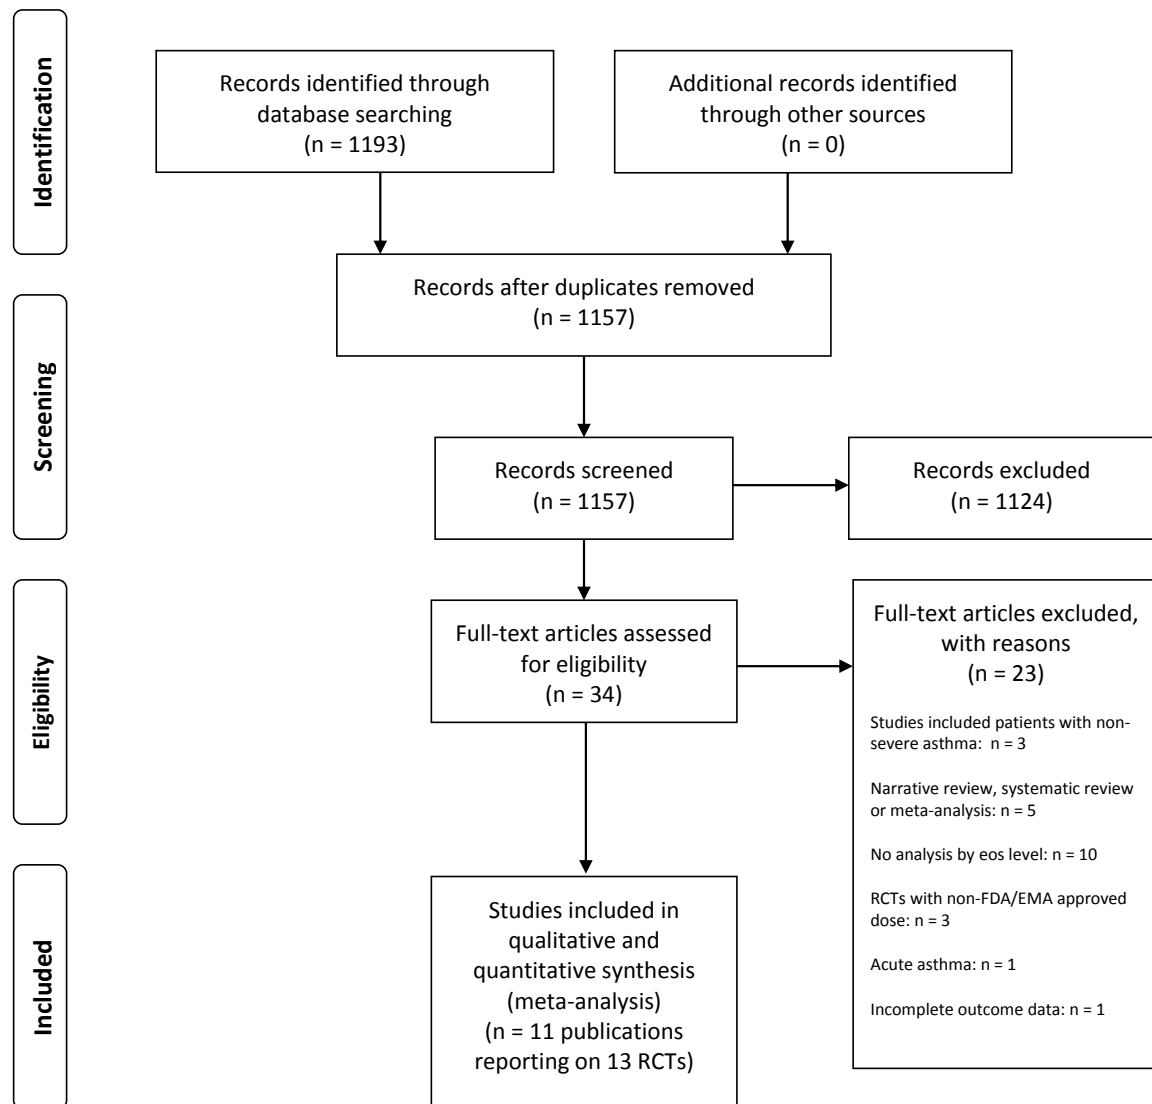 Identification
Records identified through
database searching
(n = 1193)
Additional records identified
through other sources
(n = 0)
Records after duplicates removed
(n = 1157)
Screening
Records screened
(n = 1157)
Records excluded
(n = 1124)
Eligibility
Full-text articles assessed
for eligibility
(n = 34)
Full-text articles excluded,
with reasons
(n = 23)
Studies included patients with non-
severe asthma: n = 3
Narrative review, systematic review
or meta-analysis: n = 5
No analysis by eos level: n = 10
RCTs with non-FDA/EMA approved
dose: n = 3
Acute asthma: n = 1
Incomplete outcome data: n = 1
Included
Studies included in
qualitative and
quantitative synthesis
(meta-analysis)
(n = 11 publications
reporting on 13 RCTs)